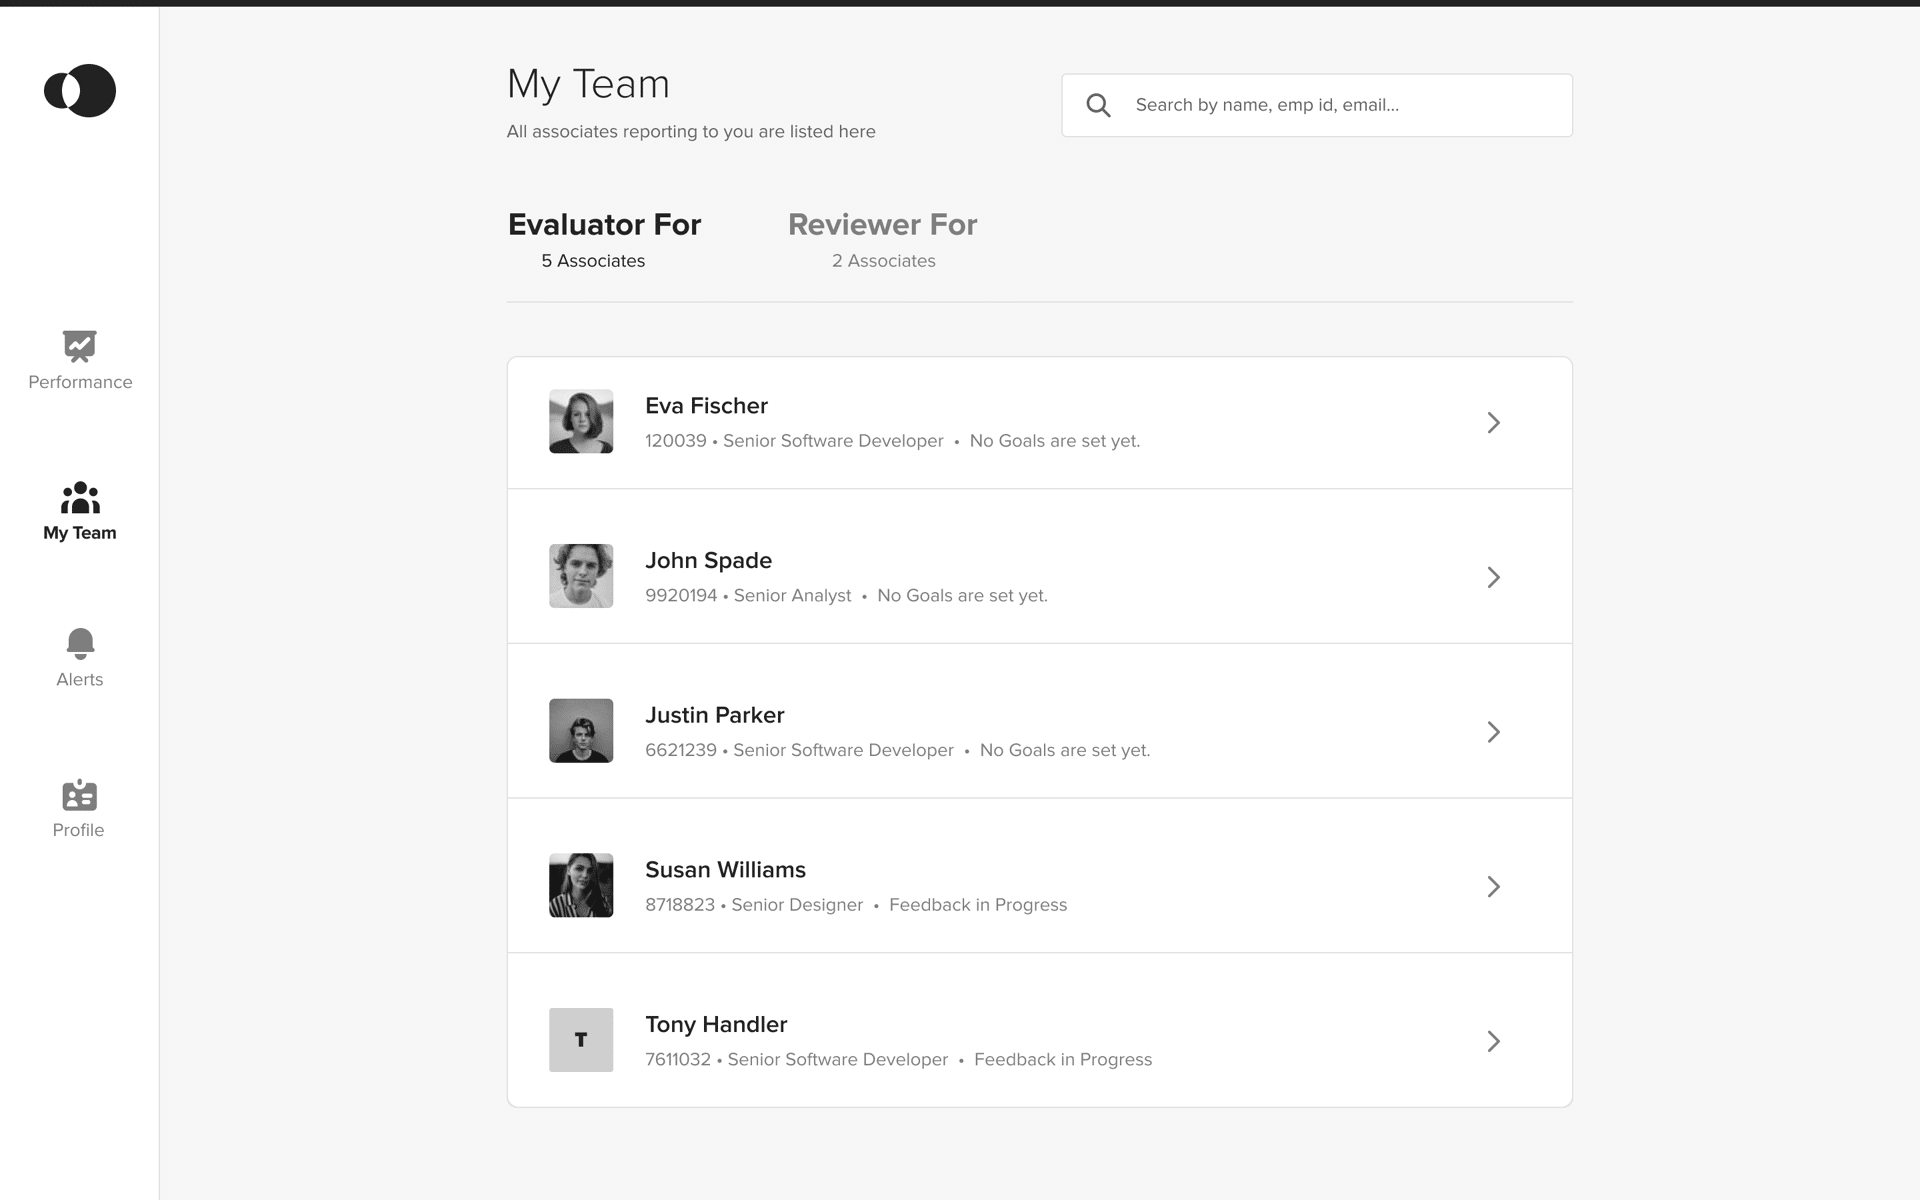 My Team
All associates reporting to you are listed here
Search by name, emp id, email...
Evaluator For
5 Associates
Reviewer For
2 Associates
Performance
My Team
Alerts
Profile
Eva Fischer
120039 • Senior Software Developer • No Goals are set yet.
John Spade
9920194 • Senior Analyst • No Goals are set yet.
Justin Parker
6621239 • Senior Software Developer • No Goals are set yet.
Susan Williams
8718823 • Senior Designer • Feedback in Progress
T
Tony Handler
7611032 • Senior Software Developer • Feedback in Progress